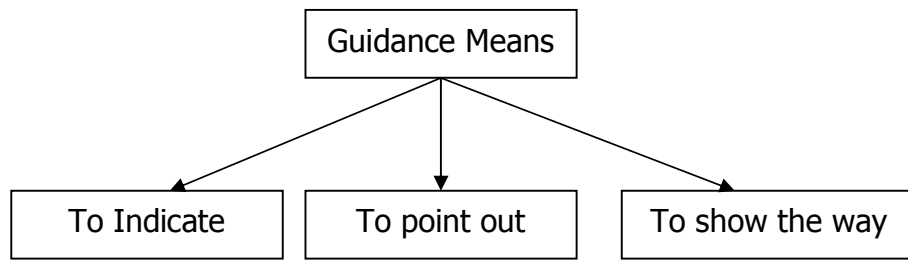 Guidance Means
To Indicate
To point out
To show the way